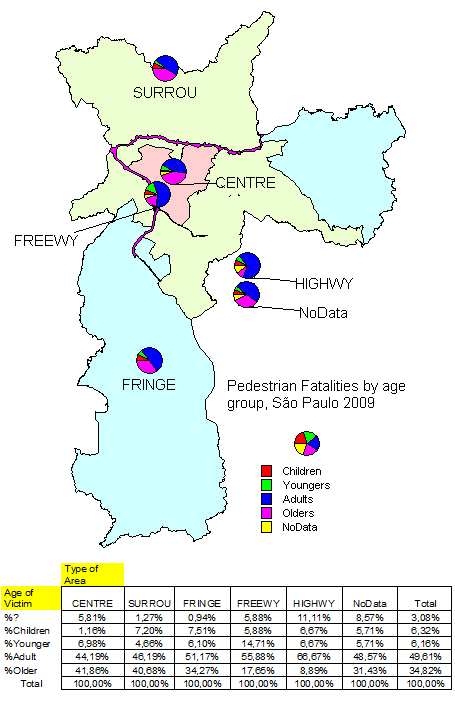 SURROU
CENTRE
FREEWY
HIGHWY
NoData
FRINGE
Pedestrian Fatalities by age
group, São Paulo 2009
Children
Youngers
Adults
Olders
NoData
Type of
Area
Age of
Victim CENTRE SURROU FRINGE FREEWY HIGHWY NoData Total
%? 5,81% 1,27% 0,94% 5,88% 11,11% 8,57% 3,08%
%Children 1,16% 7,20% 7,51% 5,88% 6,67% 5,71% 6,32%
%Younger 6,98% 4,66% 6,10% 14,71% 6,67% 5,71% 6,16%
%Adult 44,19% 46,19% 51,17% 55,88% 66,67% 48,57% 49,61%
%Older 41,86% 40,68% 34,27% 17,65% 8,89% 31,43% 34,82%
Total 100,00% 100,00% 100,00% 100,00% 100,00% 100,00% 100,00%